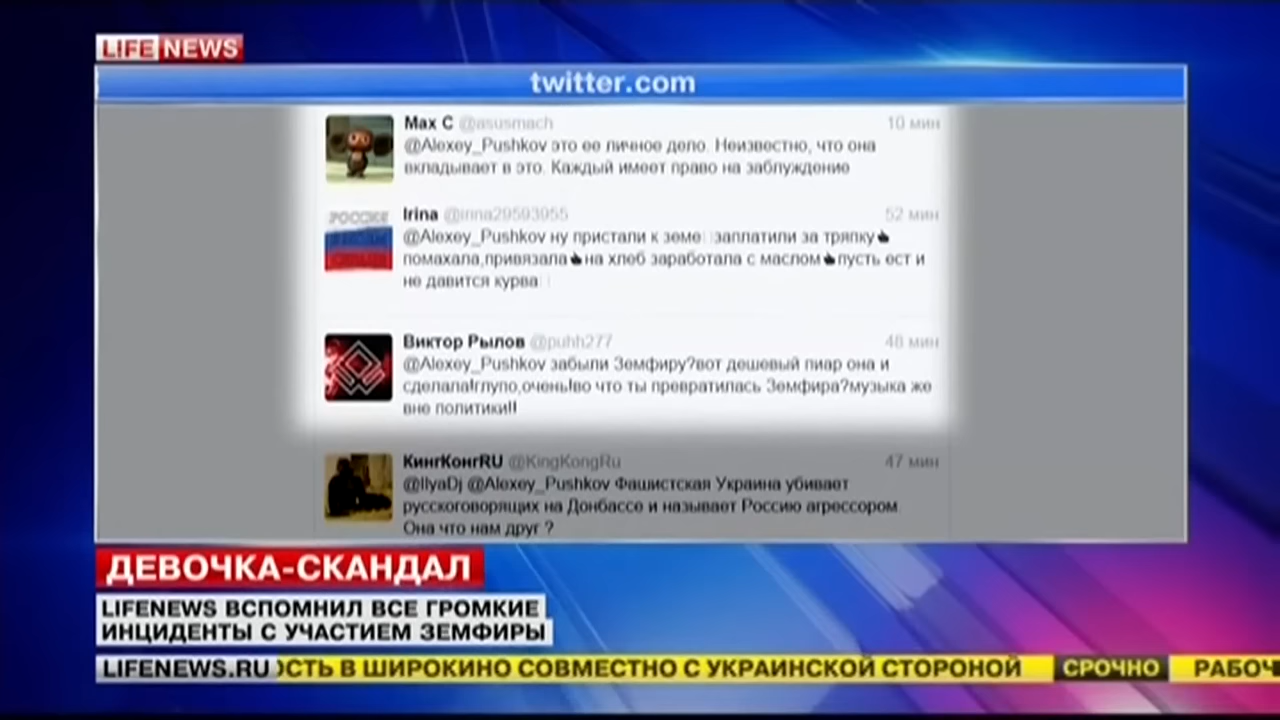 LIFE NEWS
twitter.com
Max C @asusmach 10 мин
@Alexey_Pushkov это ее личное дело. Неизвестно, что она
вкладывает в это. Каждый имеет право на заблуждение
Irina @irina29593955 52 мин
@Alexey_Pushkov ну пристали к земе заплатили за тряпку
помахала,привязала на хлеб заработала с маслом пусть ест и
не давится курва
Виктор Рылов @puhh277 48 мин
@Alexey_Pushkov забыли Земфиру?вот дешевый пиар она и
сделала!глупо,очень!во что ты превратилась Земфира?музыка же
вне политики!!
КингКонгRU @KingKongRu 47 мин
@IlyaDj @Alexey_Pushkov Фашистская Украина убивает
русскоговорящих на Донбассе и называет Россию агрессором
Она что нам друг ?
ДЕВОЧКА-СКАНДАЛ
LIFENEWS ВСПОМНИЛ ВСЕ ГРОМКИЕ
ИНЦИДЕНТЫ С УЧАСТИЕМ ЗЕМФИРЫ
LIFENEWS.RU ОСТЬ В ШИРОКИНО СОВМЕСТНО С УКРАИНСКОЙ СТОРОНОЙ СРОЧНО РАБОЧ